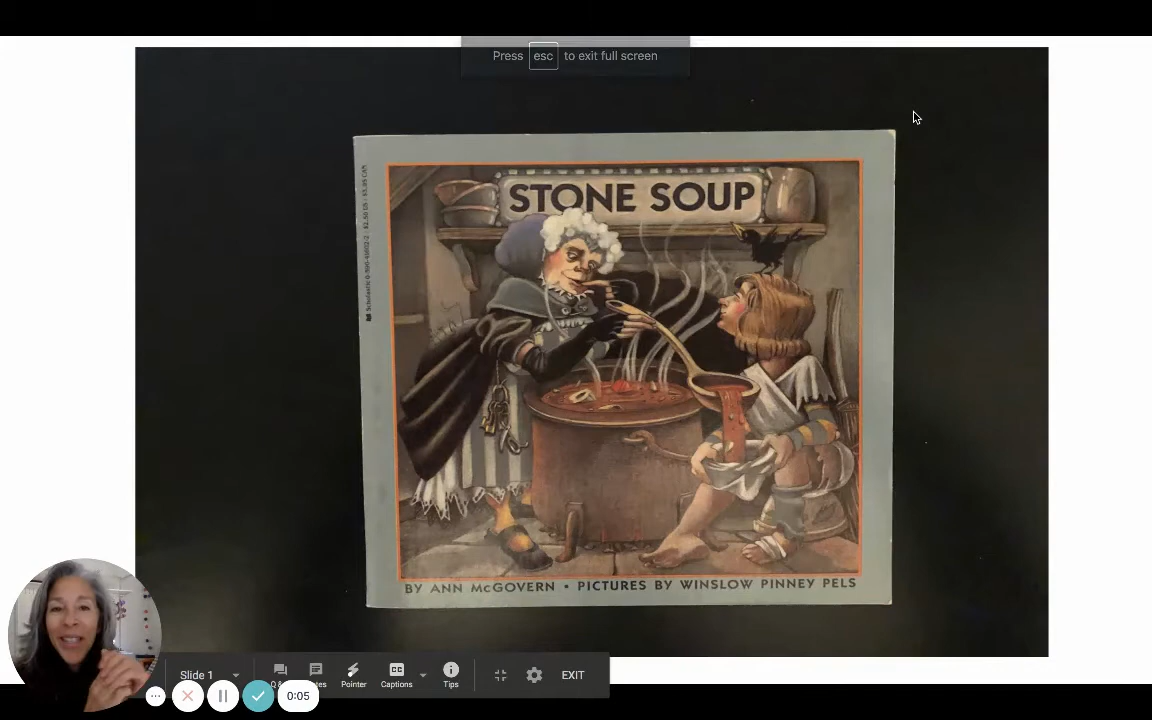 Press esc to exit full screen
STONE SOUP
BY ANN McGOVERN • PICTURES BY WINSLOW PINNEY PELS
Slide 1
Pointer
Captions
Tips
EXIT
CC
0:05